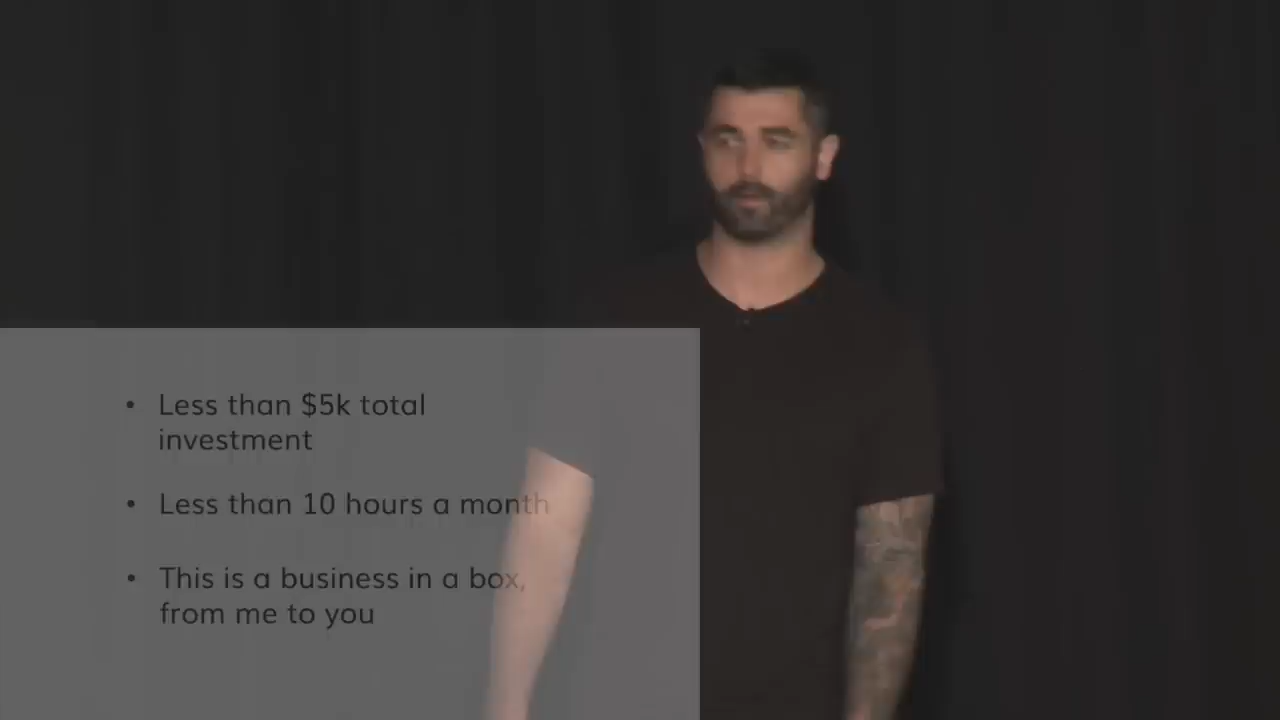 • Less than $5k total
investment
• Less than 10 hours a month
• This is a business in a box,
from me to you